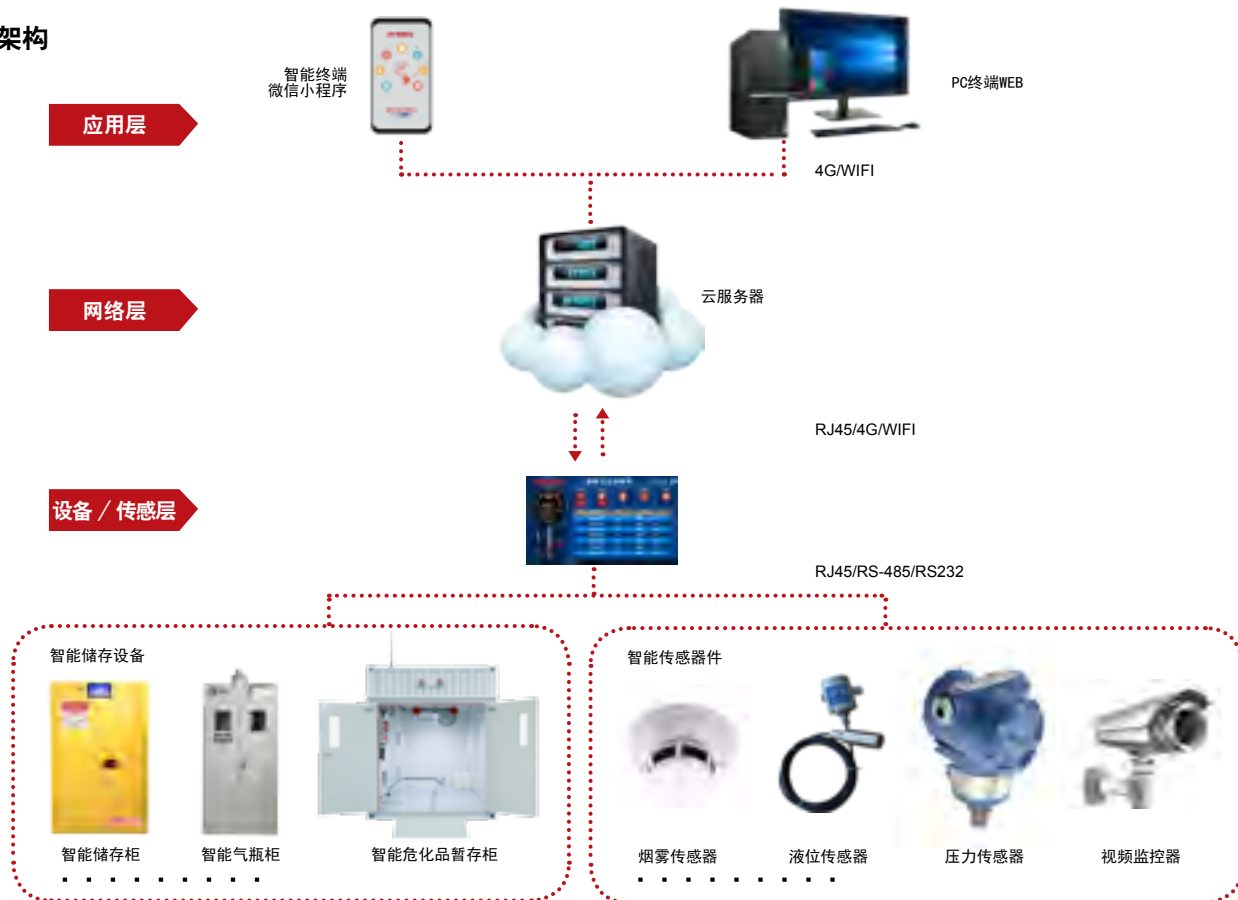 架构
智能终端
微信小程序
PC终端WEB
应用层
4G/WIFI
网络层
云服务器
RJ45/4G/WIFI
设备／传感层
RJ45/RS-485/RS232
智能储存设备
智能传感器件
智能储存柜
智能气瓶柜
智能危化品暂存柜
烟雾传感器
液位传感器
压力传感器
视频监控器